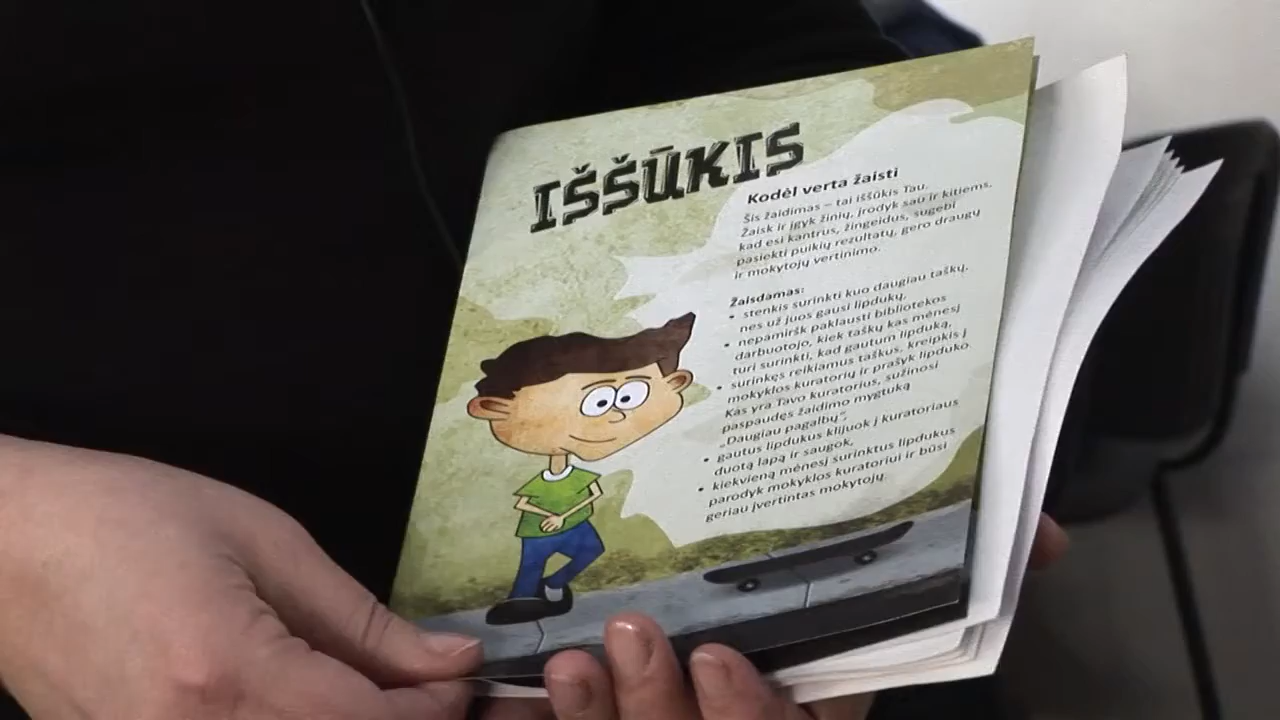 IŠŠŪKIS
Kodėl verta žaisti
Šis žaidimas – tai iššūkis Tau.
Žaisk ir įgyk žinių, įrodyk sau ir kitiems,
kad esi kantrus, žingeidus, sugebi
pasiekti puikių rezultatų, gero draugų
ir mokytojų vertinimo.
Žaisdamas:
• stenkis surinkti kuo daugiau taškų,
nes už juos gausi lipdukų,
• nepamiršk paklausti bibliotekos
darbuotojo, kiek taškų kas mėnesį
turi surinkti, kad gautum lipduką,
• surinkęs reikiamus taškus, kreipkis į
mokyklos kuratorių ir prašyk lipduko.
Kas yra Tavo kuratorius, sužinosi
paspaudęs žaidimo mygtuką
„Daugiau pagalbų“,
• gautus lipdukus klijuok į kuratoriaus
duotą lapą ir saugok,
• kiekvieną mėnesį surinktus lipdukus
parodyk mokyklos kuratoriui ir būsi
geriau įvertintas mokytojų.